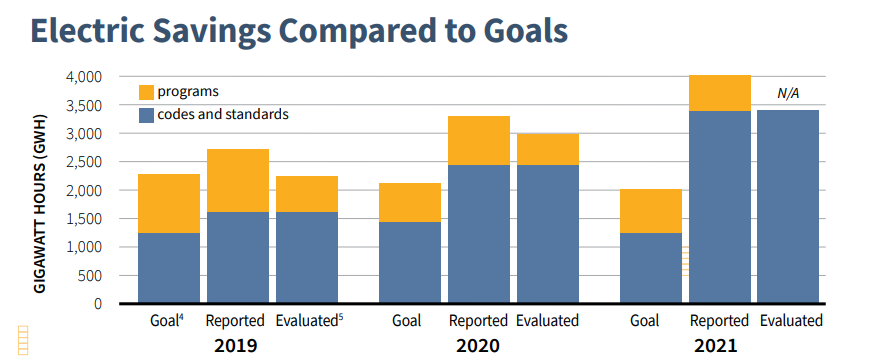 Electric Savings Compared to Goals
GIGAWATT HOURS (GWH)
4,000
3,500
3,000
2,500
2,000
1,500
1,000
500
0
programs
codes and standards
N/A
Goal4 Reported Evaluated5 Goal Reported Evaluated Goal Reported Evaluated
2019 2020 2021